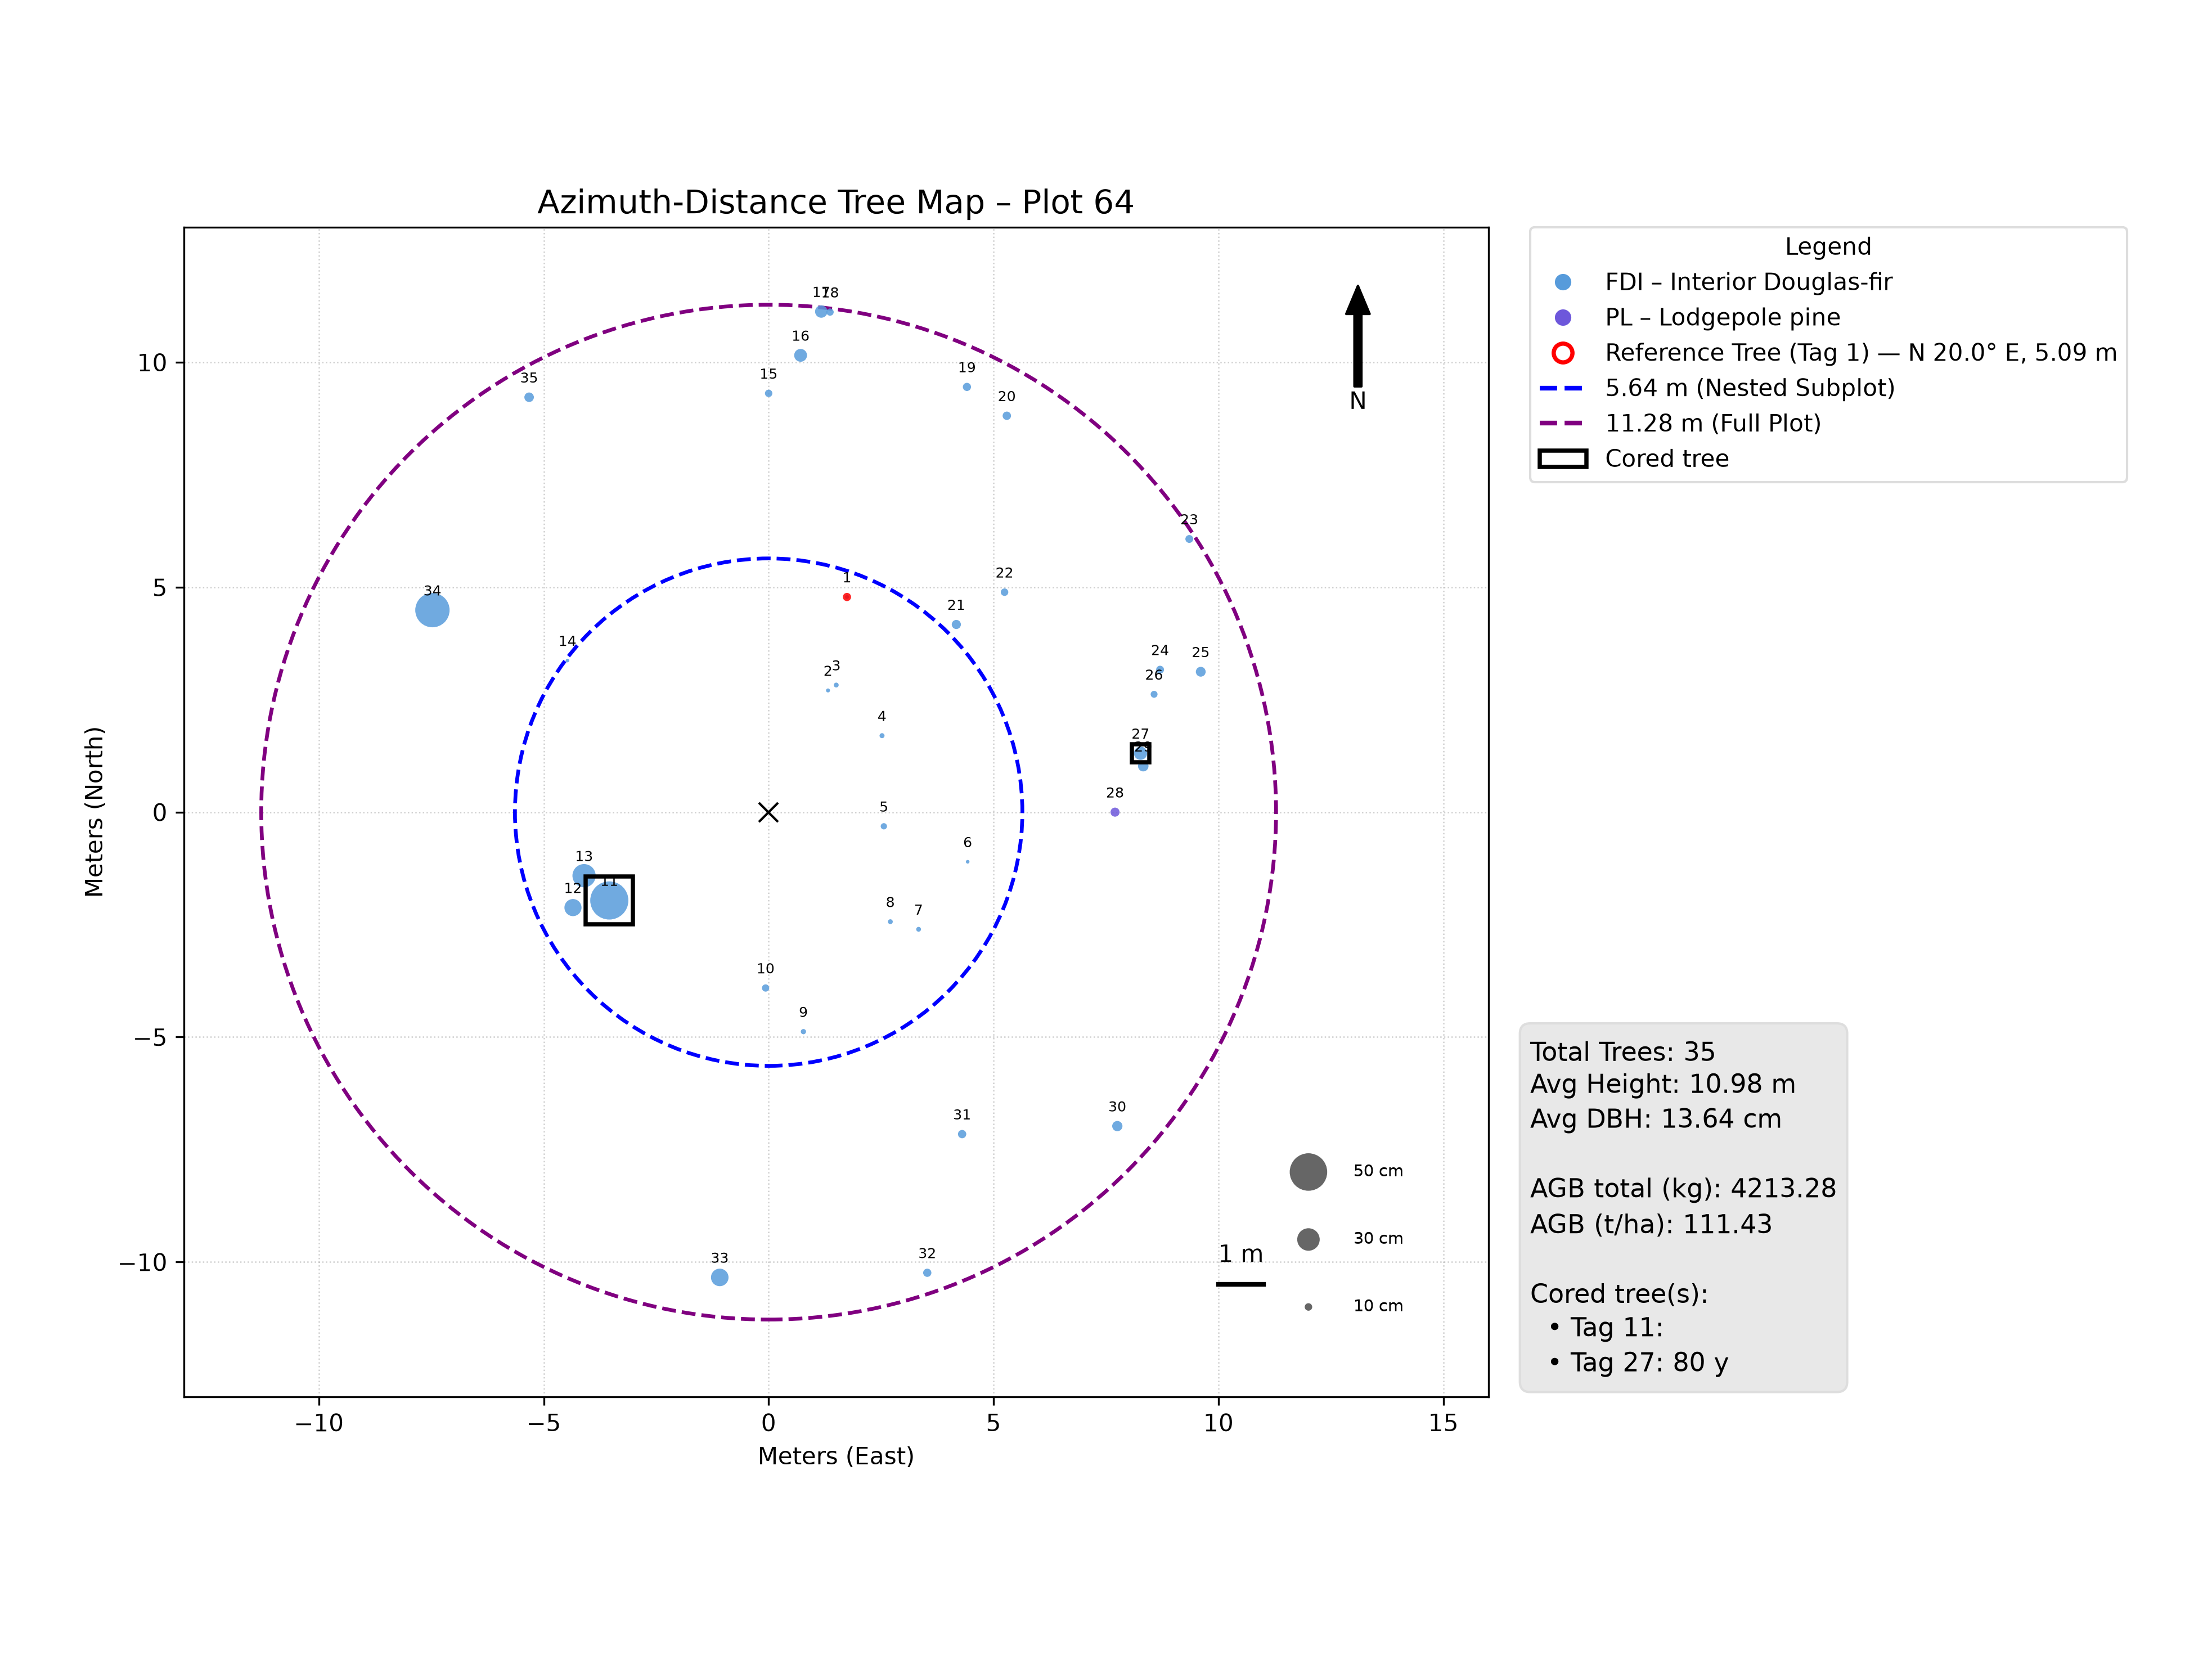 Azimuth-Distance Tree Map – Plot 64
Legend
FDI – Interior Douglas-fir
PL – Lodgepole pine
Reference Tree (Tag 1) — N 20.0° E, 5.09 m
5.64 m (Nested Subplot)
11.28 m (Full Plot)
Cored tree
N
17 18
16
15
35
19
20
23
34
1
22
21
14
2 3
24
25
26
4
27
29
28
5
6
13
12
11
8
7
10
9
31
30
33
32
50 cm
30 cm
10 cm
1 m
10
5
0
−5
−10
Meters (North)
−10
−5
0
5
10
15
Meters (East)
Total Trees: 35
Avg Height: 10.98 m
Avg DBH: 13.64 cm
AGB total (kg): 4213.28
AGB (t/ha): 111.43
Cored tree(s):
• Tag 11:
• Tag 27: 80 y